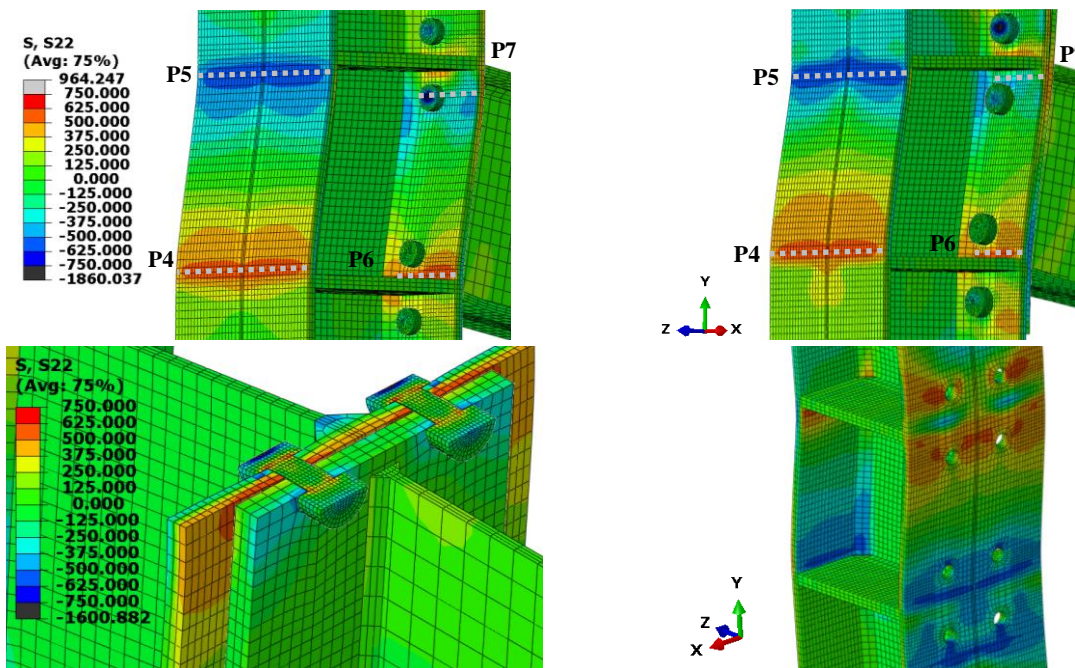 S, S22
(Avg: 75%)
964.247
750.000
625.000
500.000
375.000
250.000
125.000
0.000
-125.000
-250.000
-375.000
-500.000
-625.000
-750.000
-1860.037
P5
P7
P4
P6
P5
P
P4
P6
Y
Z
X
S, S22
(Avg: 75%)
750.000
625.000
500.000
375.000
250.000
125.000
0.000
-125.000
-250.000
-375.000
-500.000
-625.000
-750.000
-1600.882
Y
Z
X